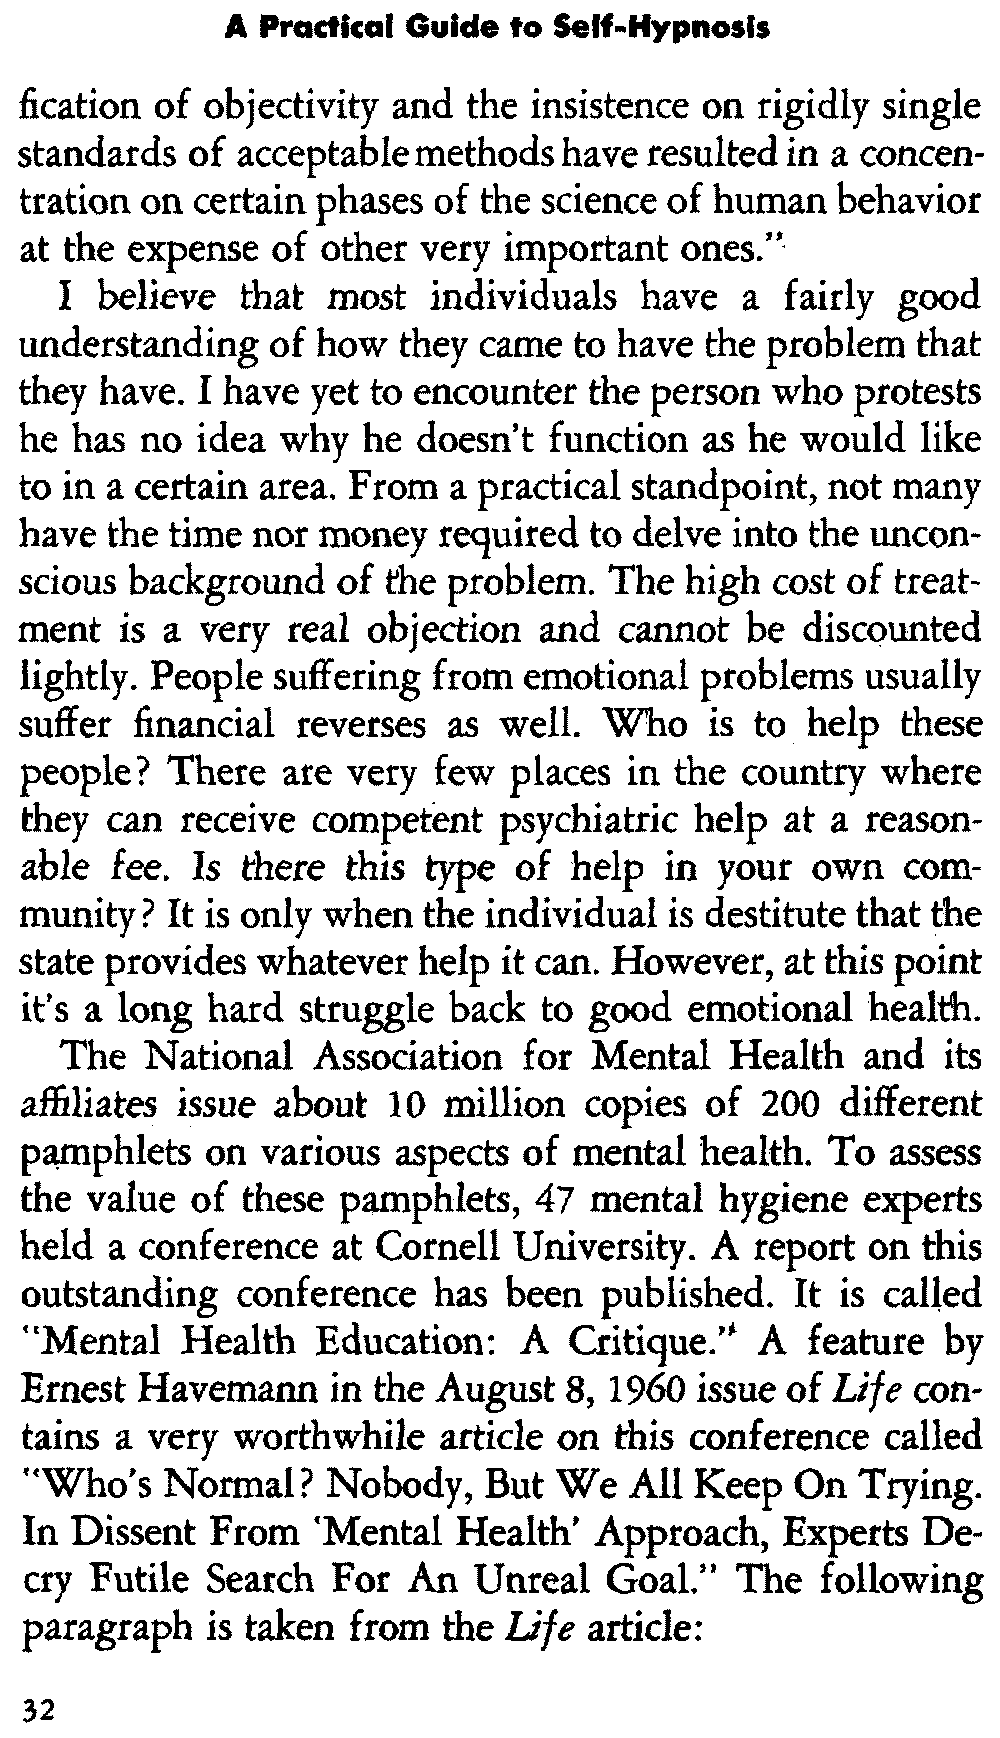 A Practical Guide to Self-Hypnosis
fication of objectivity and the insistence on rigidly single
standards of acceptable methods have resulted in a concen-
tration on certain phases of the science of human behavior
at the expense of other very important ones."
I believe that most individuals have a fairly good
understanding of how they came to have the problem that
they have. I have yet to encounter the person who protests
he has no idea why he doesn't function as he would like
to in a certain area. From a practical standpoint, not many
have the time nor money required to delve into the uncon-
scious background of the problem. The high cost of treat-
ment is a very real objection and cannot be discounted
lightly. People suffering from emotional problems usually
suffer financial reverses as well. Who is to help these
people? There are very few places in the country where
they can receive competent psychiatric help at a reason-
able fee. Is there this type of help in your own com-
munity? It is only when the individual is destitute that the
state provides whatever help it can. However, at this point
it's a long hard struggle back to good emotional health.
The National Association for Mental Health and its
affiliates issue about 10 million copies of 200 different
pamphlets on various aspects of mental health. To assess
the value of these pamphlets, 47 mental hygiene experts
held a conference at Cornell University. A report on this
outstanding conference has been published. It is called
"Mental Health Education: A Critique." A feature by
Ernest Havemann in the August 8, 1960 issue of Life con-
tains a very worthwhile article on this conference called
"Who's Normal? Nobody, But We All Keep On Trying.
In Dissent From 'Mental Health' Approach, Experts De-
cry Futile Search For An Unreal Goal." The following
paragraph is taken from the Life article:
32